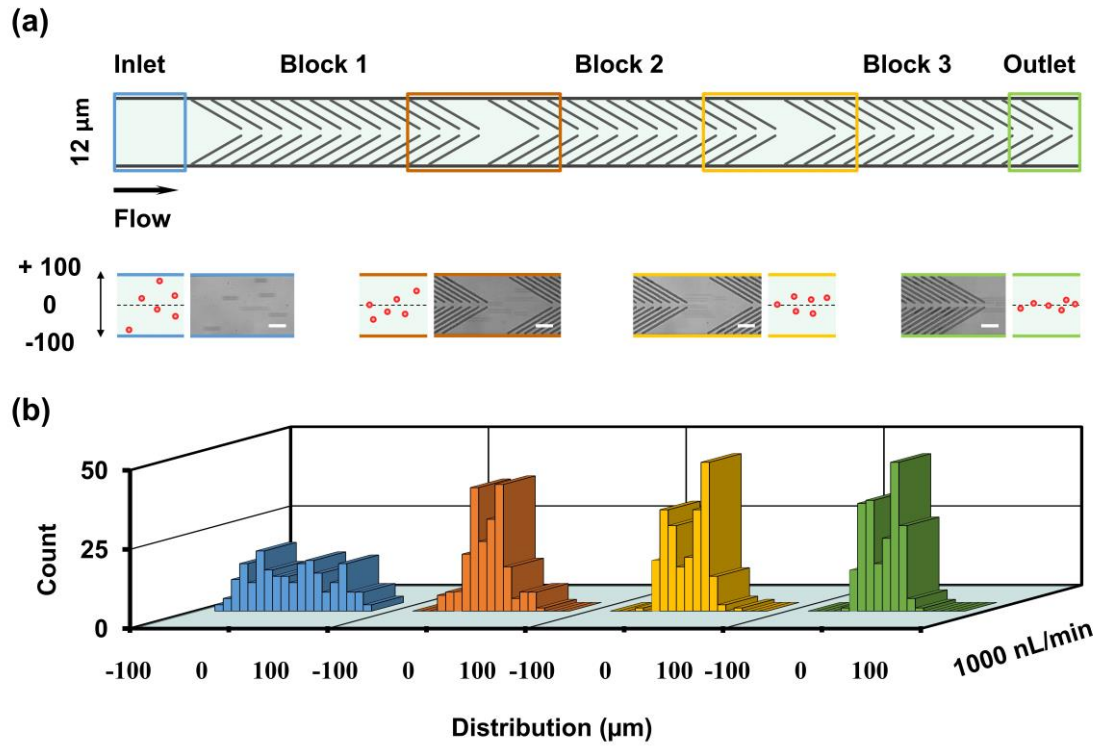 (a)
Inlet Block 1 Block 2 Block 3 Outlet
12 µm
Flow
+ 100
0
-100
(b)
50
25
0
Count
-100 0 100 -100 0 100 -100 0 100 -100 0 100
1000 nL/min
Distribution (µm)